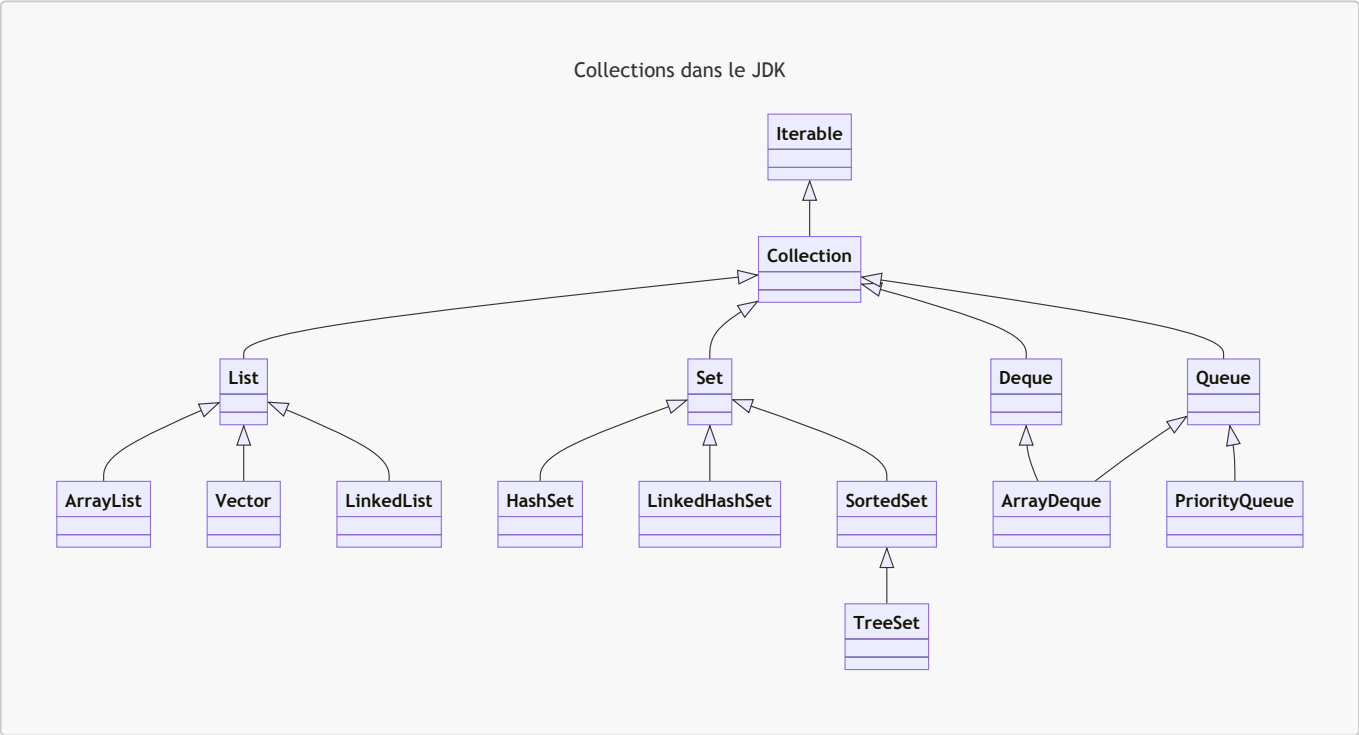 Collections dans le JDK
Iterable
Collection
List
Set
Deque
Queue
ArrayList
Vector
LinkedList
HashSet
LinkedHashSet
SortedSet
ArrayDeque
PriorityQueue
TreeSet